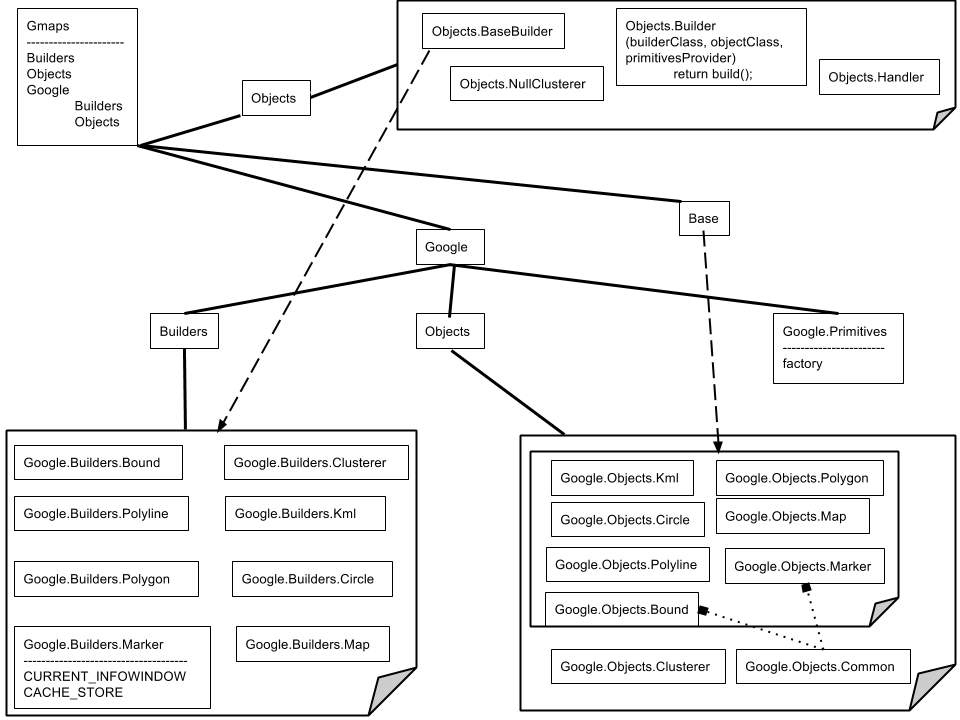 Gmaps
----------------------
Builders
Objects
Google
Builders
Objects
Objects
Objects.BaseBuilder
Objects.NullClusterer
Objects.Builder
(builderClass, objectClass,
primitivesProvider)
return build();
Objects.Handler
Base
Google
Builders
Objects
Google.Primitives
-----------------------
factory
Google.Builders.Bound
Google.Builders.Clusterer
Google.Builders.Polyline
Google.Builders.Kml
Google.Builders.Polygon
Google.Builders.Circle
Google.Builders.Marker
-------------------------------------
CURRENT_INFOWINDOW
CACHE_STORE
Google.Builders.Map
Google.Objects.Kml
Google.Objects.Polygon
Google.Objects.Circle
Google.Objects.Map
Google.Objects.Polyline
Google.Objects.Marker
Google.Objects.Bound
Google.Objects.Clusterer
Google.Objects.Common